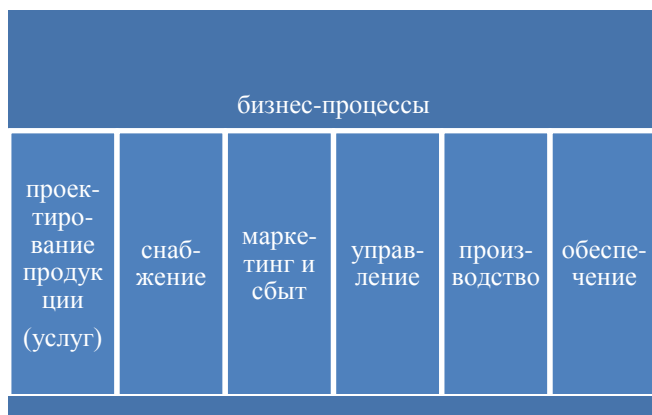 бизнес-процессы
проек-
тиро-
вание
продук
ции
(услуг)
снаб-
жение
марке-
тинг и
сбыт
управ-
ление
произ-
водство
обеспе-
чение